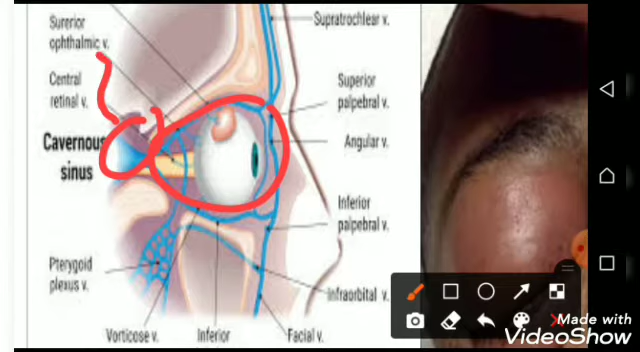 Supratrochlear v.
Surerior
ophthalmic v.
Central
retinal v.
Superior
palpebral v.
Cavernous
sinus
Angular v.
Inferior
palpebral v.
Pterygoid
plexus v.
Infraorbital v.
Vorticose v.
Inferior
Facial v.
Made with
VideoShow